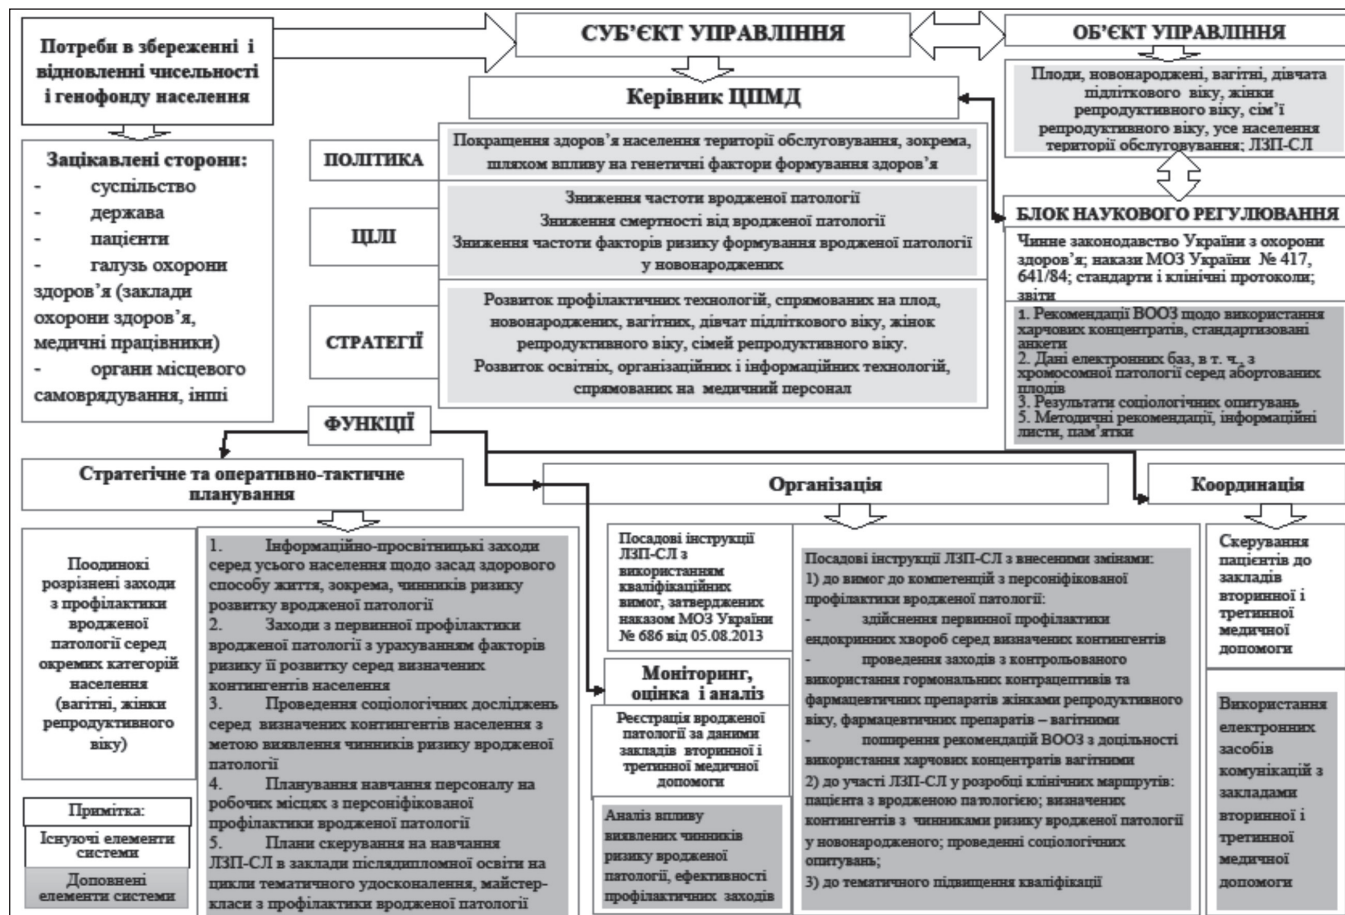 Потреби в збереженні і
відновленні чисельності
і генофонду населення
СУБ’ЄКТ УПРАВЛІННЯ
ОБ’ЄКТ УПРАВЛІННЯ
Керівник ЦПМД
Плоди, новонароджені, вагітні, дівчата
підліткового віку, жінки
репродуктивного віку, сім’ї
репродуктивного віку, усе населення
території обслуговування; ЛЗП-СЛ
Зацікавлені сторони:
- суспільство
- держава
- пацієнти
- галузь охорони
здоров’я (заклади
охорони здоров’я,
медичні працівники)
- органи місцевого
самоврядування, інші
ПОЛІТИКА
Покращення здоров’я населення території обслуговування, зокрема,
шляхом впливу на генетичні фактори формування здоров’я
ЦІЛІ
Зниження частоти вродженої патології
Зниження смертності від вродженої патології
Зниження частоти факторів ризику формування вродженої патології
у новонароджених
СТРАТЕГІЇ
Розвиток профілактичних технологій, спрямованих на плод,
новонароджених, вагітних, дівчат підліткового віку, жінок
репродуктивного віку, сімей репродуктивного віку.
Розвиток освітніх, організаційних і інформаційних технологій,
спрямованих на медичний персонал
БЛОК НАУКОВОГО РЕГУЛЮВАННЯ
Чинне законодавство України з охорони
здоров’я; накази МОЗ України № 417,
641/84; стандарти і клінічні протоколи;
звіти
1. Рекомендації ВООЗ щодо використання
харчових концентратів, стандартизовані
анкети
2. Дані електронних баз, в т. ч., з
хромосомної патології серед абортованих
плодів
3. Результати соціологічних опитувань
5. Методичні рекомендації, інформаційні
листи, пам’ятки
ФУНКЦІЇ
Стратегічне та оперативно-тактичне
планування
Організація
Координація
Поодинокі
розрізнені заходи
з профілактики
вродженої
патології серед
окремих категорій
населення
(вагітні, жінки
репродуктивного
віку)
1. Інформаційно-просвітницькі заходи
серед усього населення щодо засад здорового
способу життя, зокрема, чинників ризику
розвитку вродженої патології
2. Заходи з первинної профілактики
вродженої патології з урахуванням факторів
ризику її розвитку серед визначених
контингентів населення
3. Проведення соціологічних досліджень
серед визначених контингентів населення з
метою виявлення чинників ризику вродженої
патології
4. Планування навчання персоналу на
робочих місцях з персоніфікованої
профілактики вродженої патології
5. Плани скерування на навчання
ЛЗП-СЛ в заклади післядипломної освіти на
цикли тематичного удосконалення, майстер-
класи з профілактики вродженої патології
Посадові інструкції
ЛЗП-СЛ з
використанням
кваліфікаційних
вимог, затверджених
наказом МОЗ України
№ 686 від 05.08.2013
Моніторинг,
оцінка і аналіз
Реєстрація вродженої
патології за даними
закладів вторинної і
третинної медичної
допомоги
Аналіз впливу
виявлених чинників
ризику вродженої
патології, ефективності
профілактичних заходів
Посадові інструкції ЛЗП-СЛ з внесеними змінами:
1) до вимог до компетенцій з персоніфікованої
профілактики вродженої патології:
- здійснення первинної профілактики
ендокринних хвороб серед визначених контингентів
- проведення заходів з контрольованого
використання гормональних контрацептивів та
фармацевтичних препаратів жінками репродуктивного
віку, фармацевтичних препаратів – вагітними
- поширення рекомендацій ВООЗ з доцільності
використання харчових концентратів вагітними
2) до участі ЛЗП-СЛ у розробці клінічних маршрутів:
пацієнта з вродженою патологією; визначених
контингентів з чинниками ризику вродженої патології
у новонародженого; проведенні соціологічних
опитувань;
3) до тематичного підвищення кваліфікації
Скерування
пацієнтів до
закладів
вторинної і
третинної
медичної
допомоги
Використання
електронних
засобів
комунікацій з
закладами
вторинної і
третинної
медичної
допомоги
Примітка:
Існуючі елементи
системи
Доповнені
елементи системи